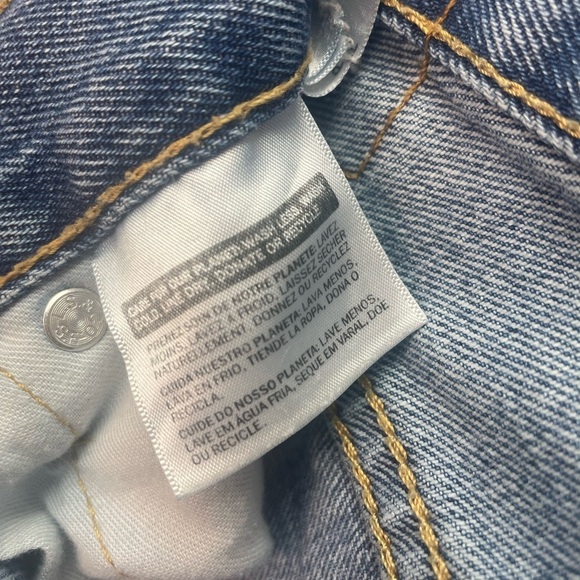 CARE FOR OUR PLANET: WASH LESS, WASH
COLD, LINE DRY, DONATE OR RECYCLE
PRENEZ SOIN DE NOTRE PLANETE: LAVEZ
MOINS, LAVEZ A FROID, LAISSEZ SÉCHER
NATURELLEMENT, DONNEZ OU RECYCLEZ
CUIDA NUESTRO PLANETA: LAVA MENOS,
LAVA EN FRIO, TIENDE LA ROPA, DONA O
RECICLA.
CUIDE DO NOSSO PLANETA: LAVE MENOS,
LAVE EM ÁGUA FRIA, SEQUE EM VARAL, DOE
OU RECICLE.